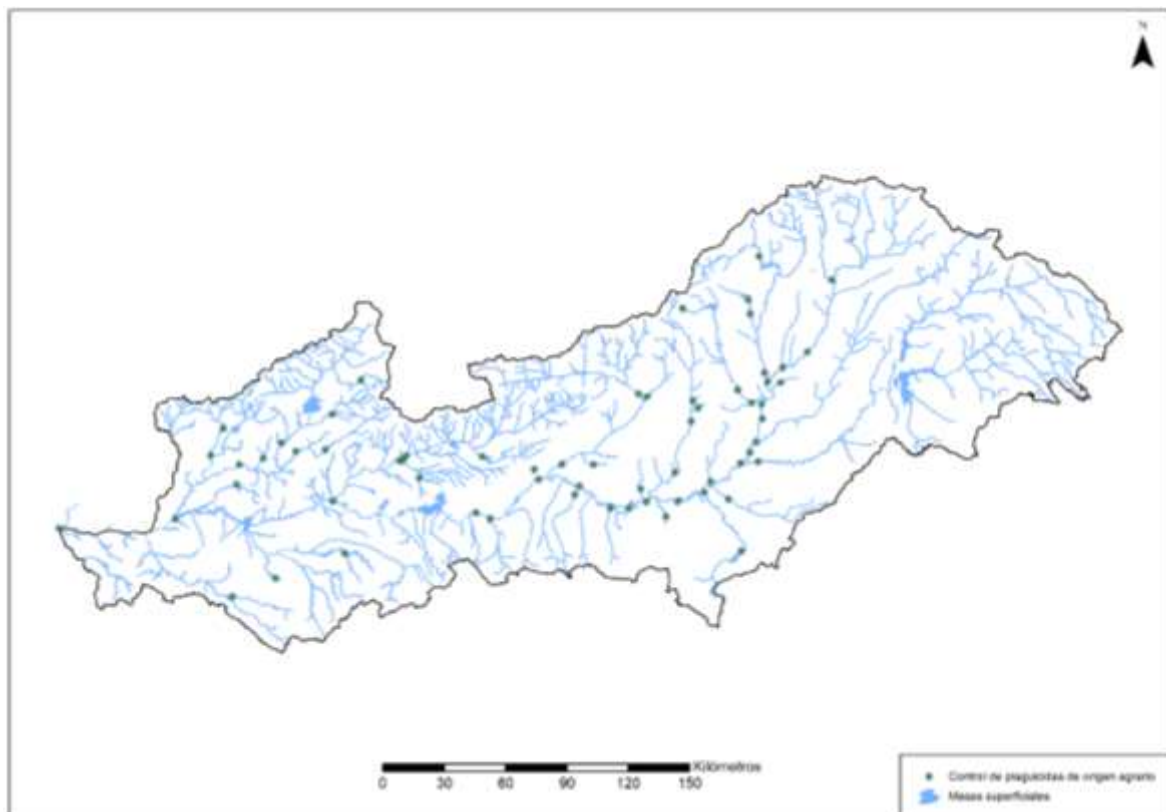 N
Kilómetros
0 30 60 90 120 150
Control de plaguicidas de origen agrario
Masas superficiales